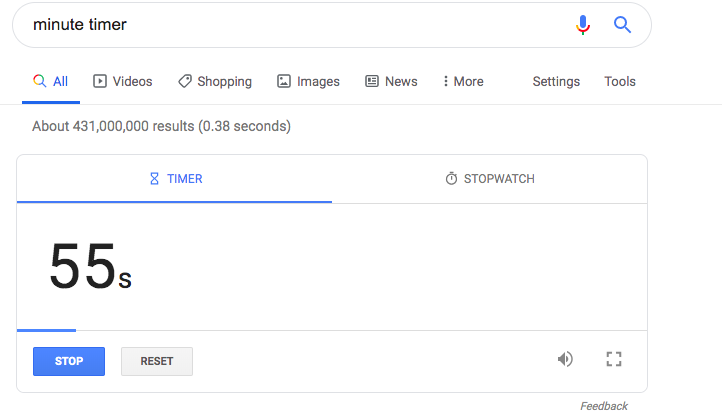 minute timer
All Videos Shopping Images News More Settings Tools
About 431,000,000 results (0.38 seconds)
TIMER STOPWATCH
55s
STOP RESET
Feedback